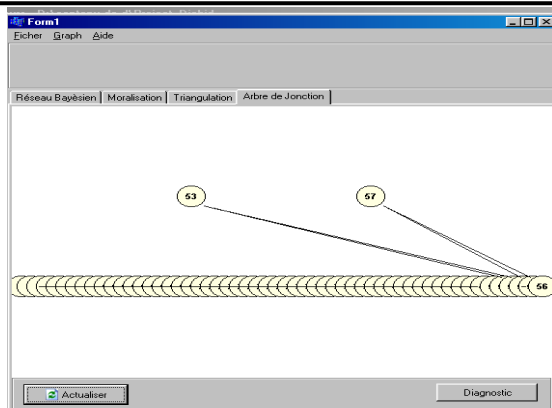 Form1
Ficher Graph Aide
Réseau Bayèsien Moralisation Triangulation Arbre de Jonction
53 57
56
Actualiser Diagnostic